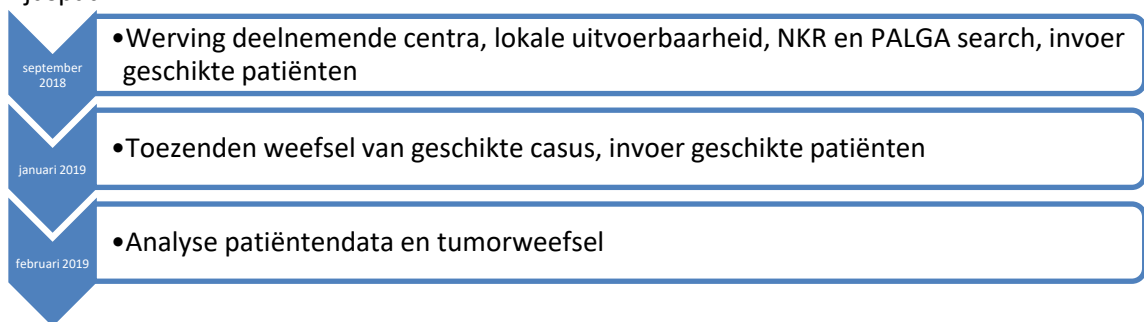 september
2018
•Werving deelnemende centra, lokale uitvoerbaarheid, NKR en PALGA search, invoer
geschikte patiënten
januari 2019
•Toezenden weefsel van geschikte casus, invoer geschikte patiënten
februari 2019
•Analyse patiëntendata en tumorweefsel